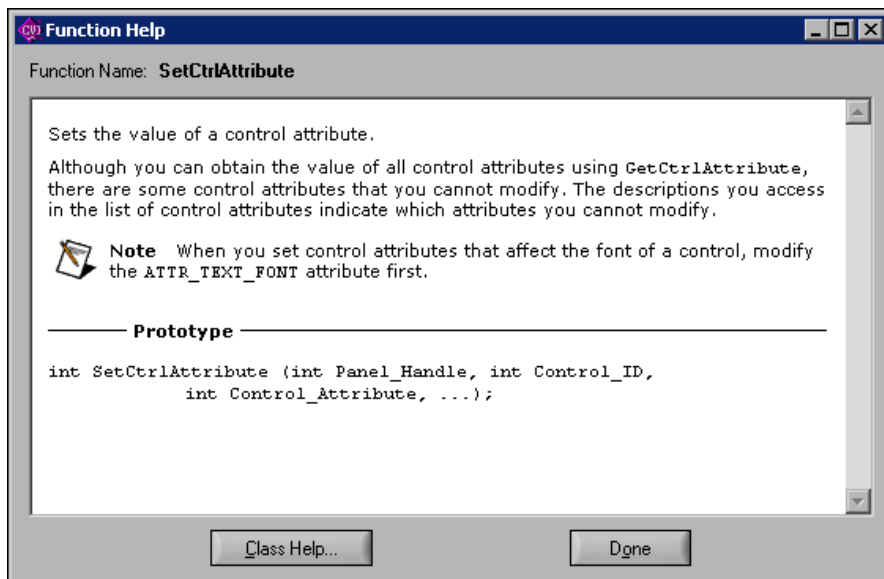 CVI Function Help
Function Name: SetCtrlAttribute
Sets the value of a control attribute.
Although you can obtain the value of all control attributes using GetCtrlAttribute,
there are some control attributes that you cannot modify. The descriptions you access
in the list of control attributes indicate which attributes you cannot modify.
Note When you set control attributes that affect the font of a control, modify
the ATTR_TEXT_FONT attribute first.
Prototype
int SetCtrlAttribute (int Panel_Handle, int Control_ID,
int Control_Attribute, ...);
Class Help... Done